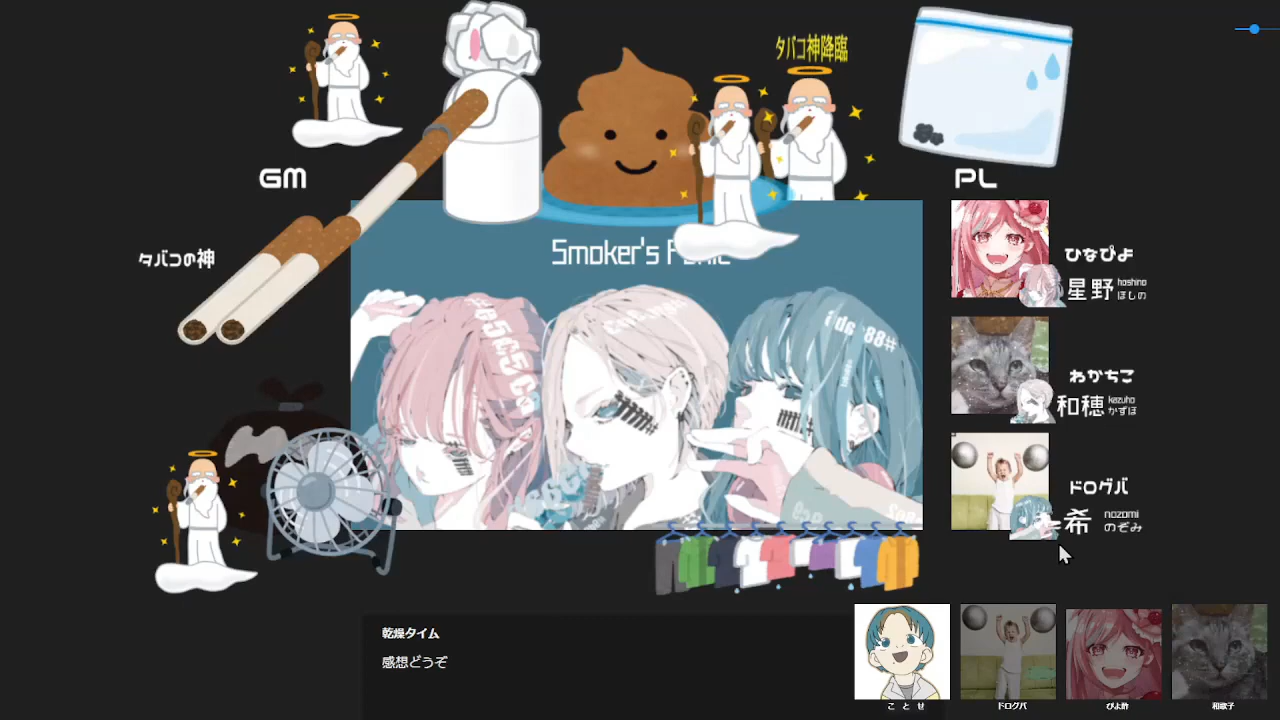 タバコ神降臨
GM
PL
タバコの神
Smoker's Panic
ひなぴよ
星野 hoshino ほしの
わかちこ
和穂 kazuho かずほ
ドログバ
希 nozomi のぞみ
乾燥タイム
感想どうぞ
ことせ
ドログバ
ぴよ酢
和歌子